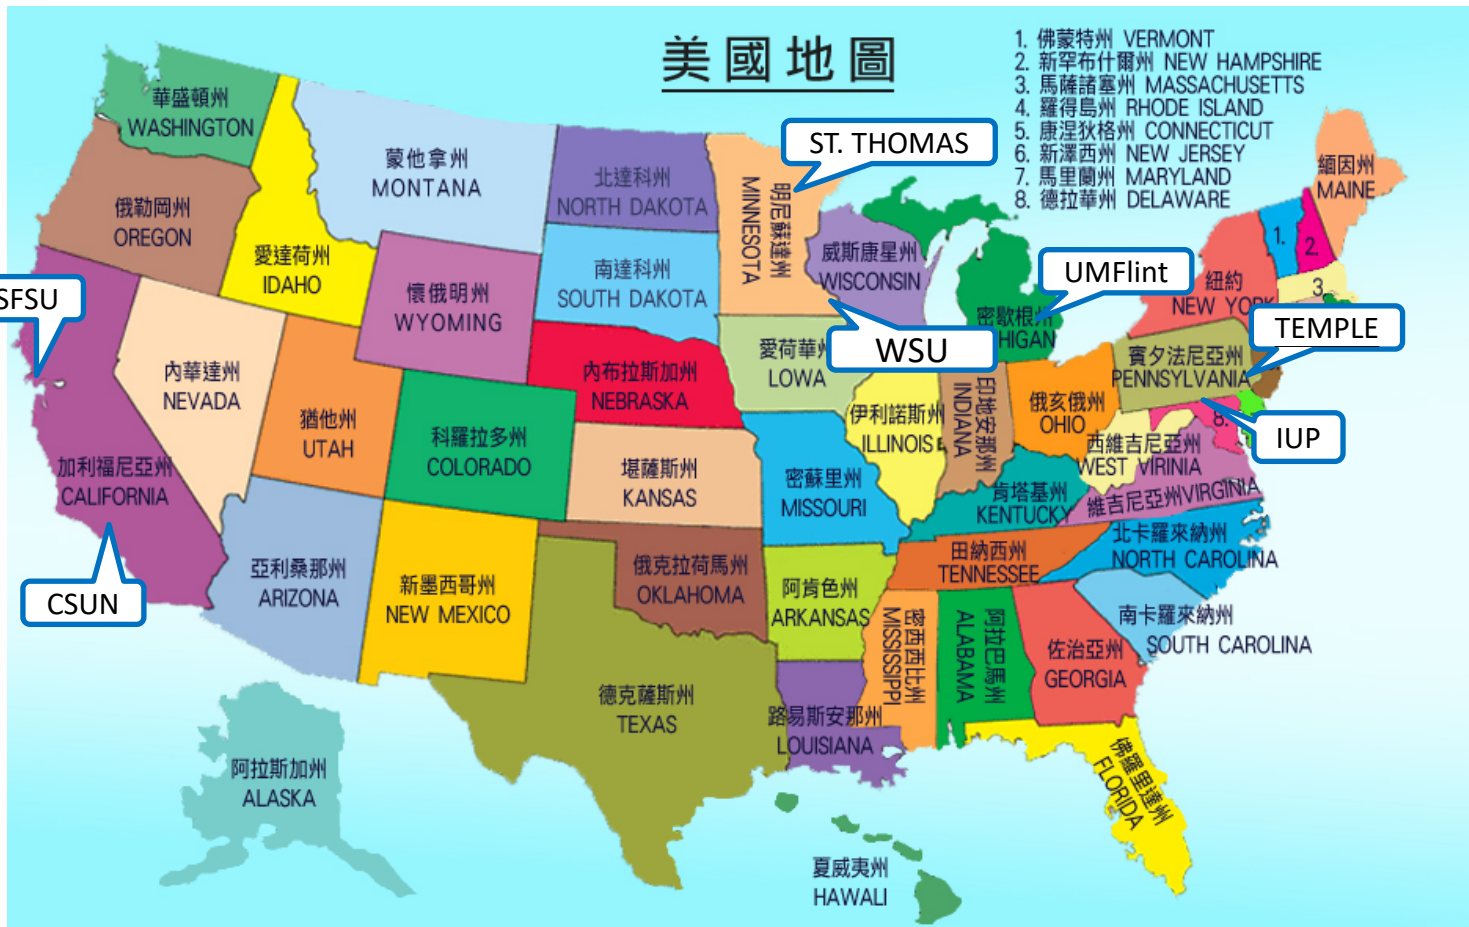 美國地圖
1. 佛蒙特州 VERMONT
2. 新罕布什爾州 NEW HAMPSHIRE
3. 馬薩諸塞州 MASSACHUSETTS
4. 羅得島州 RHODE ISLAND
5. 康涅狄格州 CONNECTICUT
6. 新澤西州 NEW JERSEY
7. 馬里蘭州 MARYLAND
8. 德拉華州 DELAWARE
華盛頓州
WASHINGTON
俄勒岡州
OREGON
愛達荷州
IDAHO
蒙他拿州
MONTANA
北達科州
NORTH DAKOTA
明尼蘇達州
MINNESOTA
ST. THOMAS
緬因州
MAINE
懷俄明州
WYOMING
南達科州
SOUTH DAKOTA
威斯康星州
WISCONSIN
UMFlint
密歇根州
HIGAN
紐約
NEW YORK
1.
2.
3.
SFSU
內華達州
NEVADA
猶他州
UTAH
科羅拉多州
COLORADO
內布拉斯加州
NEBRASKA
愛荷華州
LOWA
WSU
TEMPLE
賓夕法尼亞州
PENNSYLVANIA
IUP
8.
加利福尼亞州
CALIFORNIA
CSUN
堪薩斯州
KANSAS
密蘇里州
MISSOURI
伊利諾斯州
ILLINOIS
印地安那州
INDIANA
俄亥俄州
OHIO
西維吉尼亞州
WEST VIRINIA
維吉尼亞州VIRGINIA
肯塔基州
KENTUCKY
亞利桑那州
ARIZONA
新墨西哥州
NEW MEXICO
俄克拉荷馬州
OKLAHOMA
阿肯色州
ARKANSAS
田納西州
TENNESSEE
北卡羅來納州
NORTH CAROLINA
南卡羅來納州
SOUTH CAROLINA
德克薩斯州
TEXAS
路易斯安那州
LOUISIANA
密西西比州
MISSISSIPPI
阿拉巴馬州
ALABAMA
佐治亞州
GEORGIA
佛羅里達州
FLORIDA
阿拉斯加州
ALASKA
夏威夷州
HAWALI